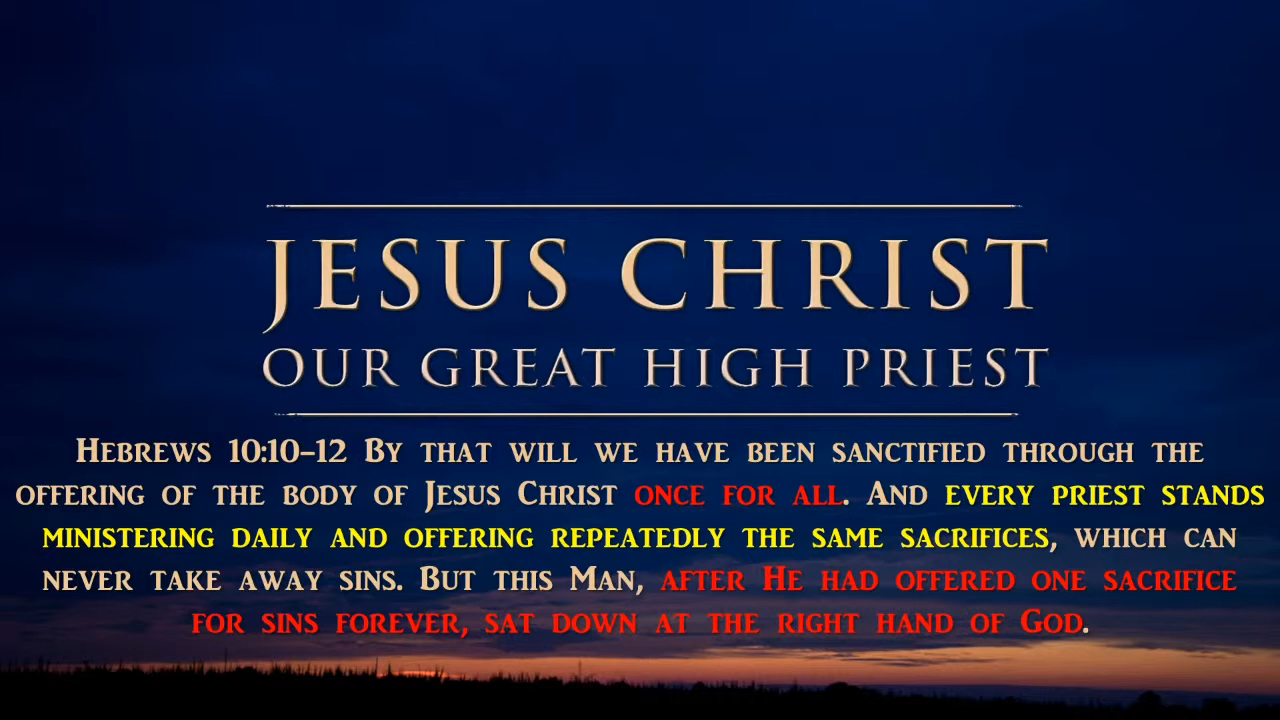 JESUS CHRIST
OUR GREAT HIGH PRIEST
Hebrews 10:10–12 By that will we have been sanctified through the
offering of the body of Jesus Christ once for all. And every priest stands
ministering daily and offering repeatedly the same sacrifices, which can
never take away sins. But this Man, after He had offered one sacrifice
for sins forever, sat down at the right hand of God.